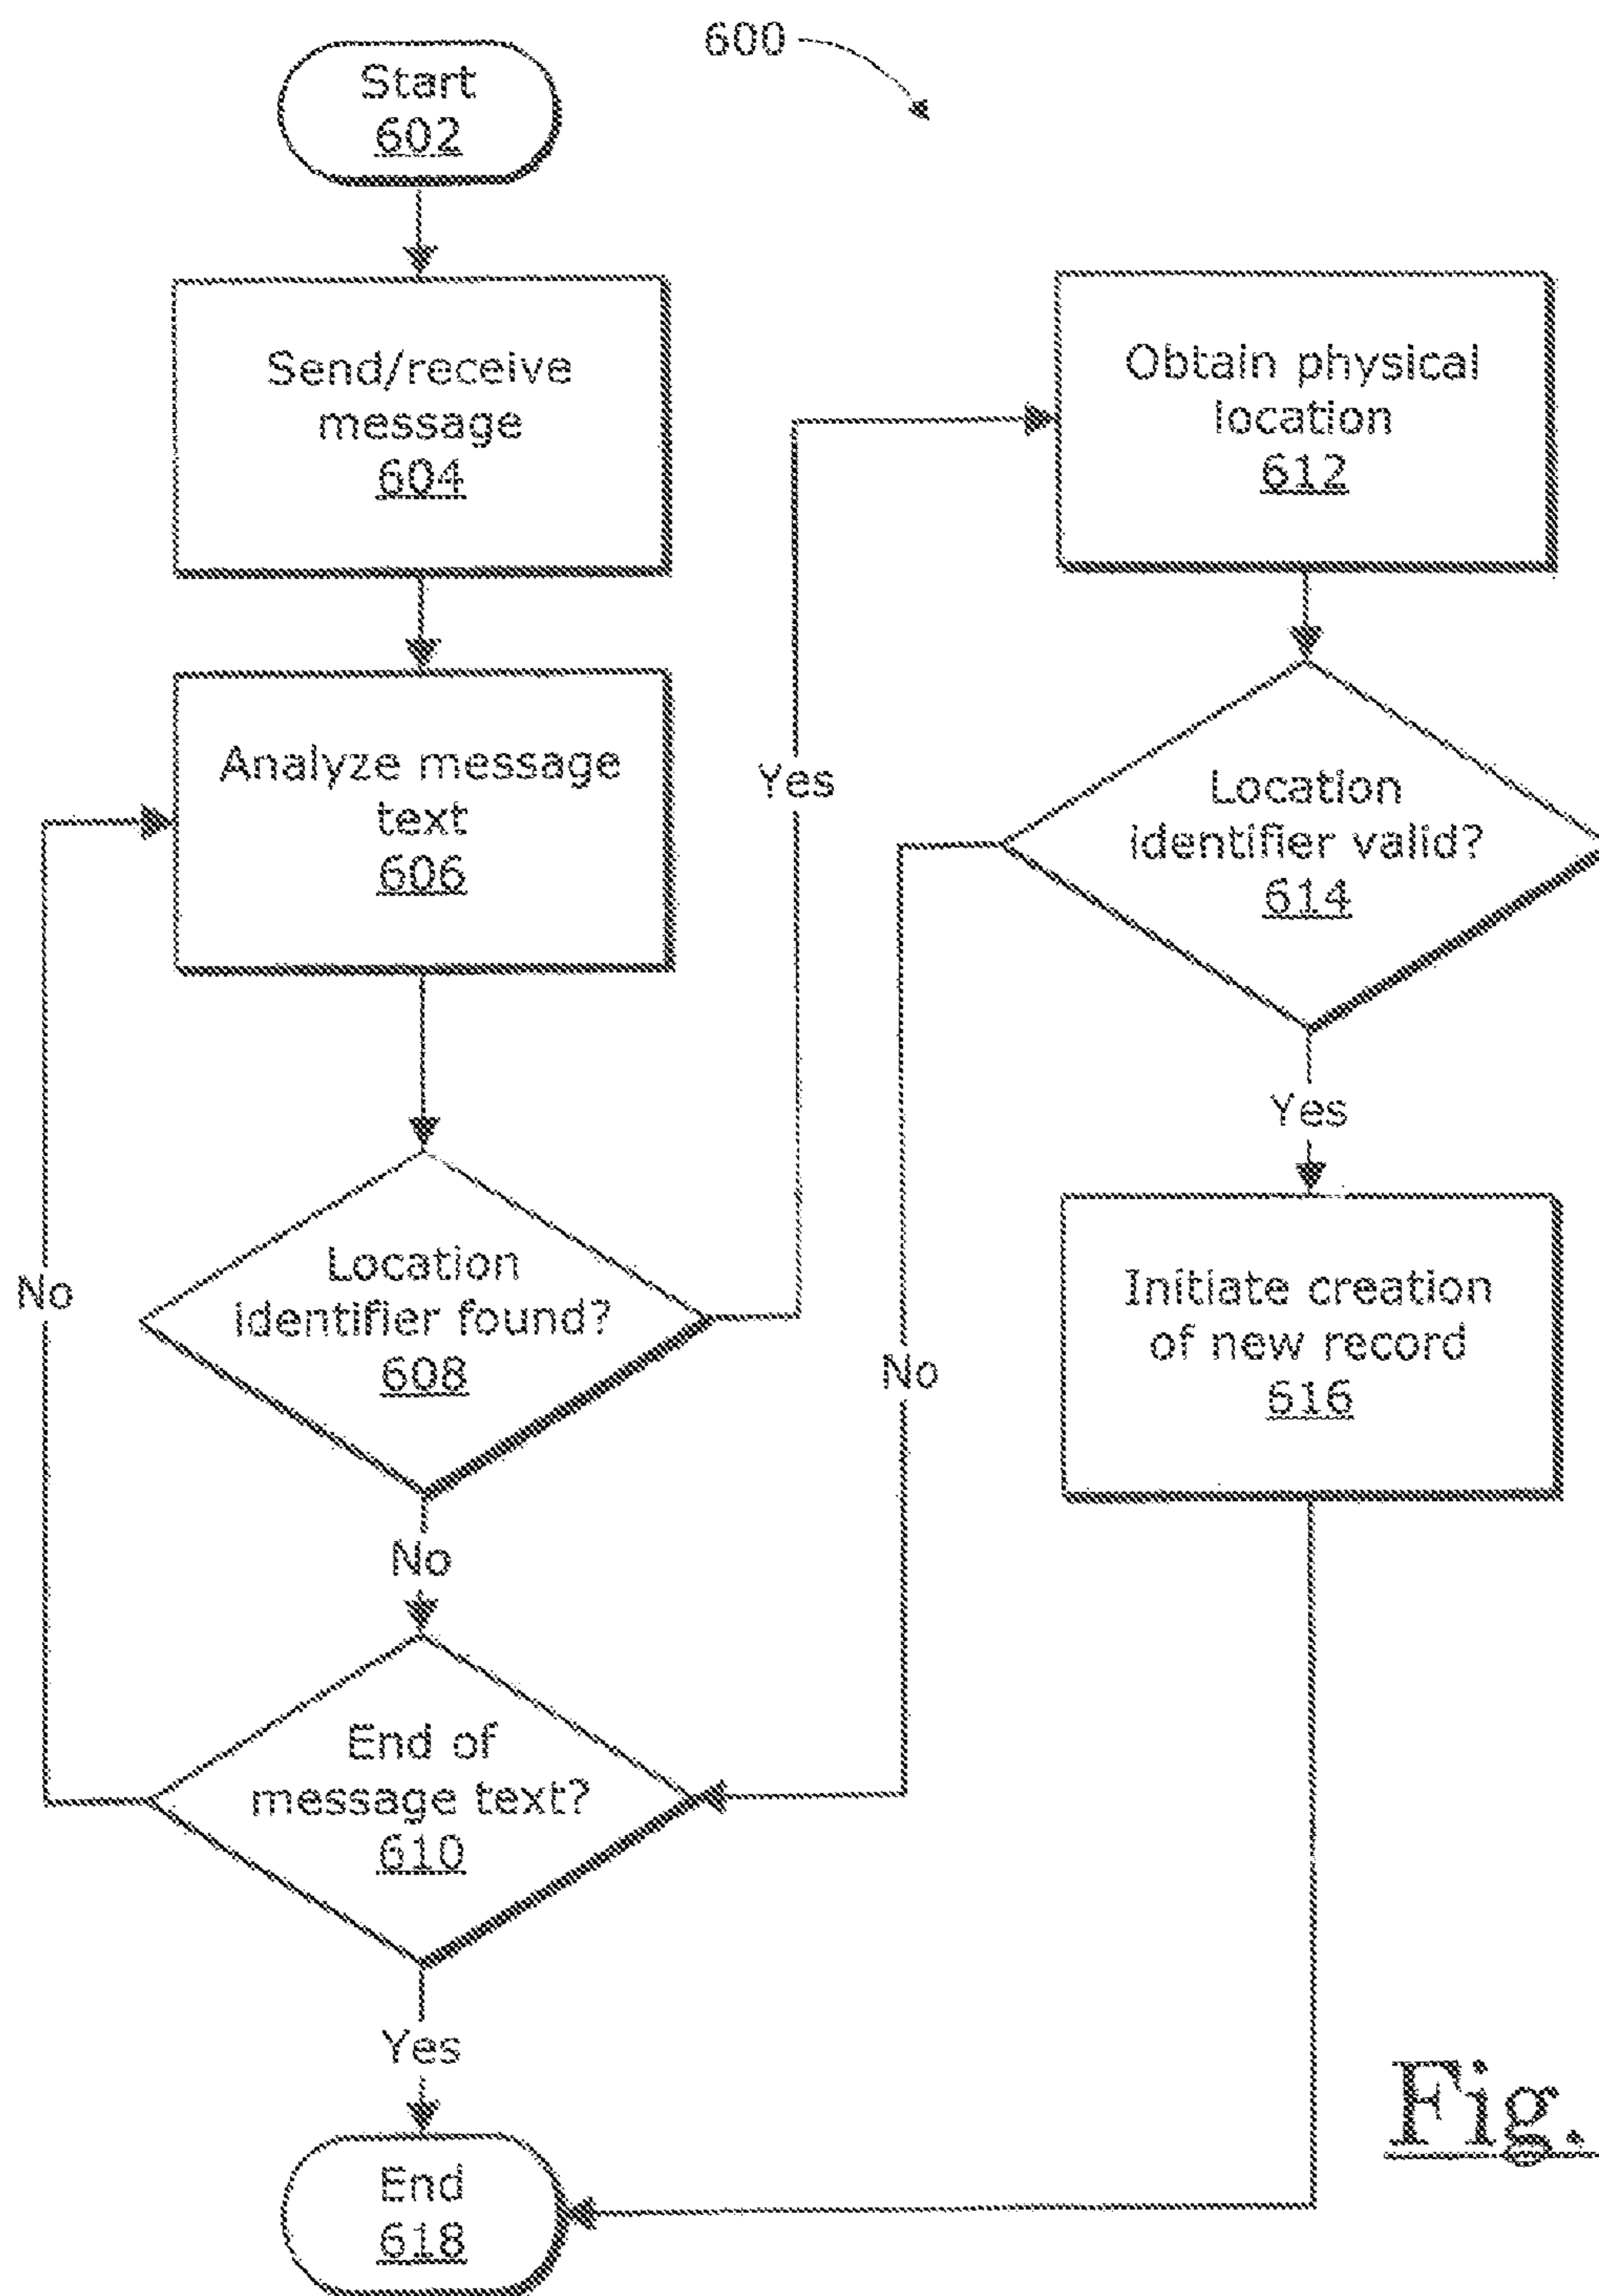 600
Start
602
Send/receive
message
604
Analyze message
text
606
Location
identifier found?
608
No
Yes
No
End of
message text?
610
Yes
End
618
Obtain physical
location
612
Location
identifier valid?
614
No
Yes
Initiate creation
of new record
616
Fig.